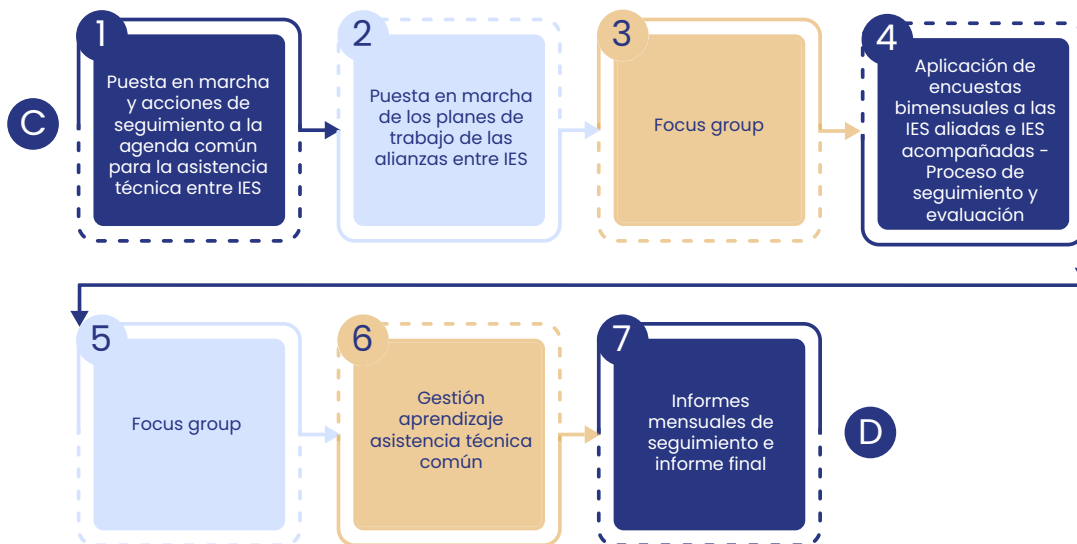 C
1
Puesta en marcha
y acciones de
seguimiento a la
agenda común
para la asistencia
técnica entre IES
2
Puesta en marcha
de los planes de
trabajo de las
alianzas entre IES
3
Focus group
4
Aplicación de
encuestas
bimensuales a las
IES aliadas e IES
acompañadas -
Proceso de
seguimiento y
evaluación
5
Focus group
6
Gestión
aprendizaje
asistencia técnica
común
7
Informes
mensuales de
seguimiento e
informe final
D